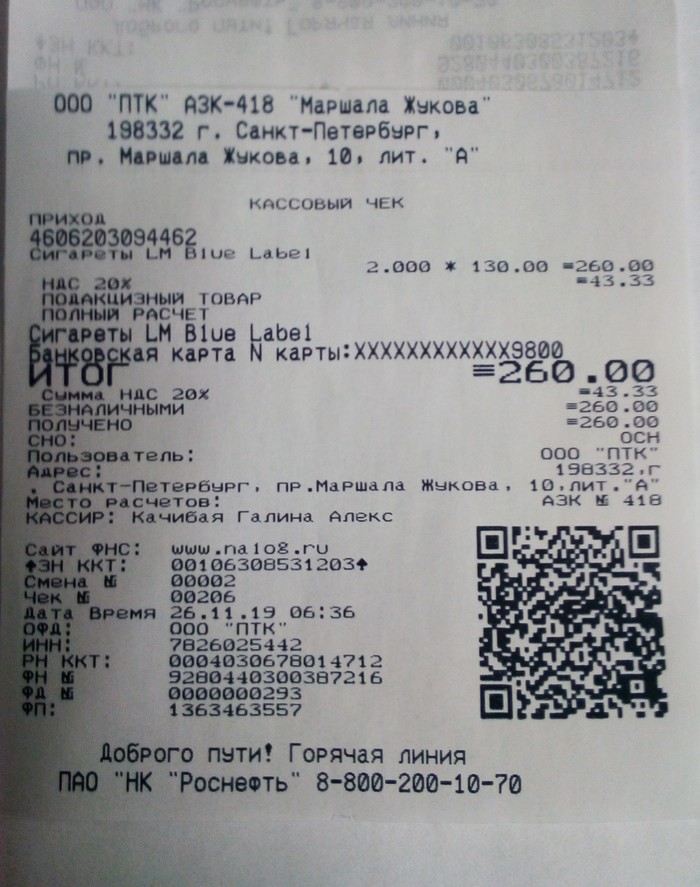 ООО "ПТК" АЗК-418 "Маршала Жукова"
198332 г. Санкт-Петербург,
пр. Маршала Жукова, 10, лит. "А"
КАССОВЫЙ ЧЕК
ПРИХОД
4606203094462
Сигареты LM Blue Label
2.000 * 130.00 =260.00
НДС 20% =43.33
ПОДАКЦИЗНЫЙ ТОВАР
ПОЛНЫЙ РАСЧЕТ
Сигареты LM Blue Label
Банковская карта N карты:XXXXXXXXXXXX9800
ИТОГ =260.00
Сумма НДС 20% =43.33
БЕЗНАЛИЧНЫМИ =260.00
ПОЛУЧЕНО =260.00
СНО: ОСН
Пользователь: ООО "ПТК"
Адрес: 198332,г
. Санкт-Петербург, пр.Маршала Жукова, 10,лит."А"
Место расчетов: АЗК № 418
КАССИР: Качибая Галина Алекс
Сайт ФНС: www.nalog.ru
↑ЗН ККТ: 00106308531203↑
Смена № 00002
Чек № 00206
Дата Время 26.11.19 06:36
ОФД: ООО "ПТК"
ИНН: 7826025442
РН ККТ: 0004030678014712
ФН № 9280440300387216
ФД № 0000000293
ФП: 1363463557
Доброго пути! Горячая линия
ПАО "НК "Роснефть" 8-800-200-10-70